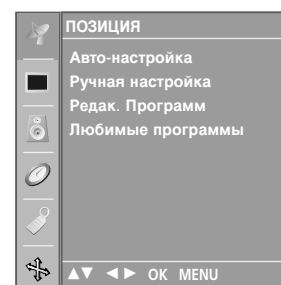 ПОЗИЦИЯ
Авто-настройка
Ручная настройка
Редак. Программ
Любимые программы
▲▼ ◄► OK MENU